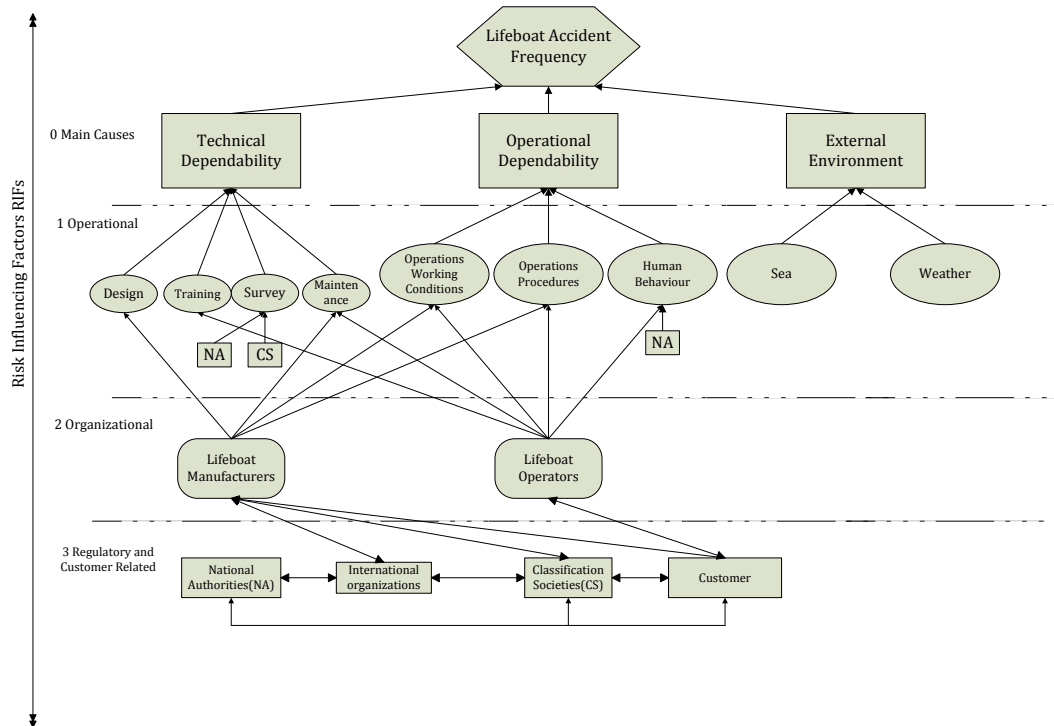 Lifeboat Accident
Frequency
0 Main Causes
Technical
Dependability
Operational
Dependability
External
Environment
Risk Influencing Factors RIFs
1 Operational
Design
Training
Survey
Mainten
ance
Operations
Working
Conditions
Operations
Procedures
Human
Behaviour
Sea
Weather
NA
CS
NA
2 Organizational
Lifeboat
Manufacturers
Lifeboat
Operators
3 Regulatory and
Customer Related
National
Authorities(NA)
International
organizations
Classification
Societies(CS)
Customer